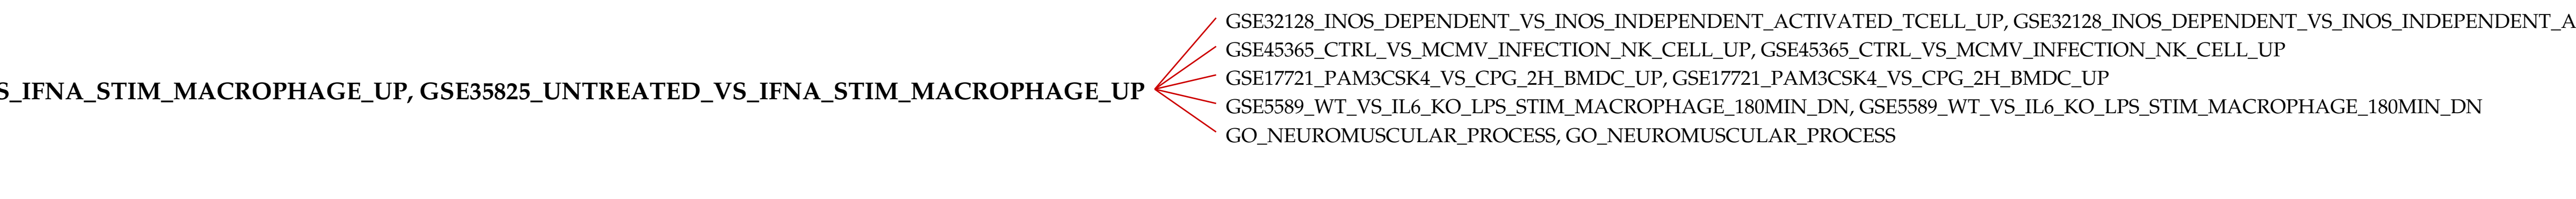 GSE32128_INOS_DEPENDENT_VS_INOS_INDEPENDENT_ACTIVATED_TCELL_UP, GSE32128_INOS_DEPENDENT_VS_INOS_INDEPENDENT_A
GSE45365_CTRL_VS_MCMV_INFECTION_NK_CELL_UP, GSE45365_CTRL_VS_MCMV_INFECTION_NK_CELL_UP
GSE17721_PAM3CSK4_VS_CPG_2H_BMDC_UP, GSE17721_PAM3CSK4_VS_CPG_2H_BMDC_UP
S_IFNA_STIM_MACROPHAGE_UP, GSE35825_UNTREATED_VS_IFNA_STIM_MACROPHAGE_UP
GSE5589_WT_VS_IL6_KO_LPS_STIM_MACROPHAGE_180MIN_DN, GSE5589_WT_VS_IL6_KO_LPS_STIM_MACROPHAGE_180MIN_DN
GO_NEUROMUSCULAR_PROCESS, GO_NEUROMUSCULAR_PROCESS